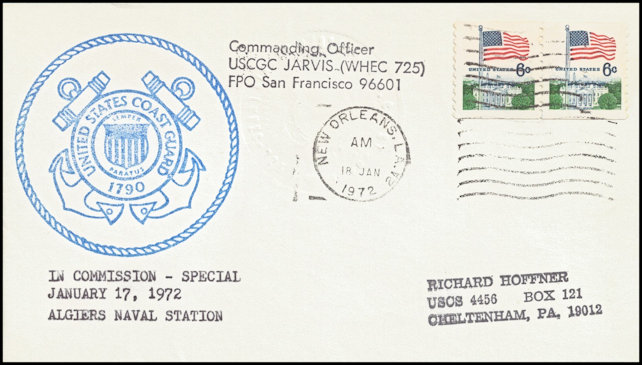 Commanding Officer
USCGC JARVIS (WHEC 725)
FPO San Francisco 96601
UNITED STATES 6c
UNITED STATES 6c
NEW ORLEANS, LA.
AM
18 JAN
1972
UNITED STATES COAST GUARD
SEMPER
PARATUS
1790
IN COMMISSION - SPECIAL
JANUARY 17, 1972
ALGIERS NAVAL STATION
RICHARD HOFFNER
USCS 4456 BOX 121
CHELTENHAM, PA, 19012